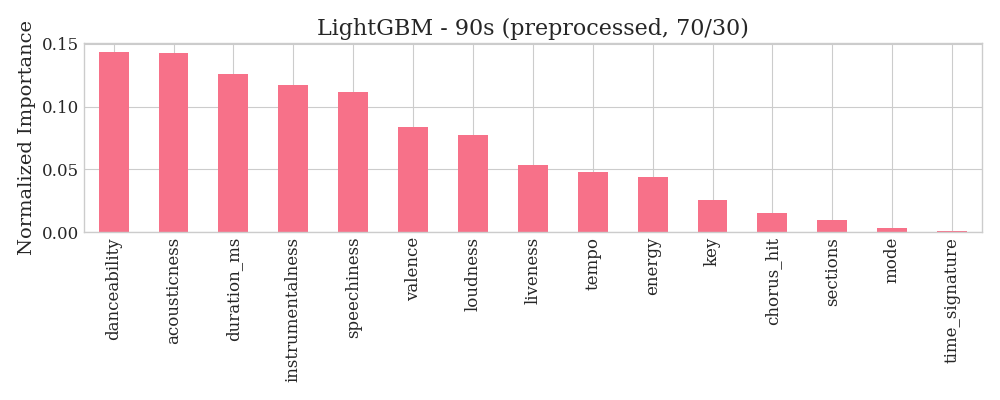 LightGBM - 90s (preprocessed, 70/30)
Normalized Importance
0.15
0.10
0.05
0.00
danceability
acousticness
duration_ms
instrumentalness
speechiness
valence
loudness
liveness
tempo
energy
key
chorus_hit
sections
mode
time_signature